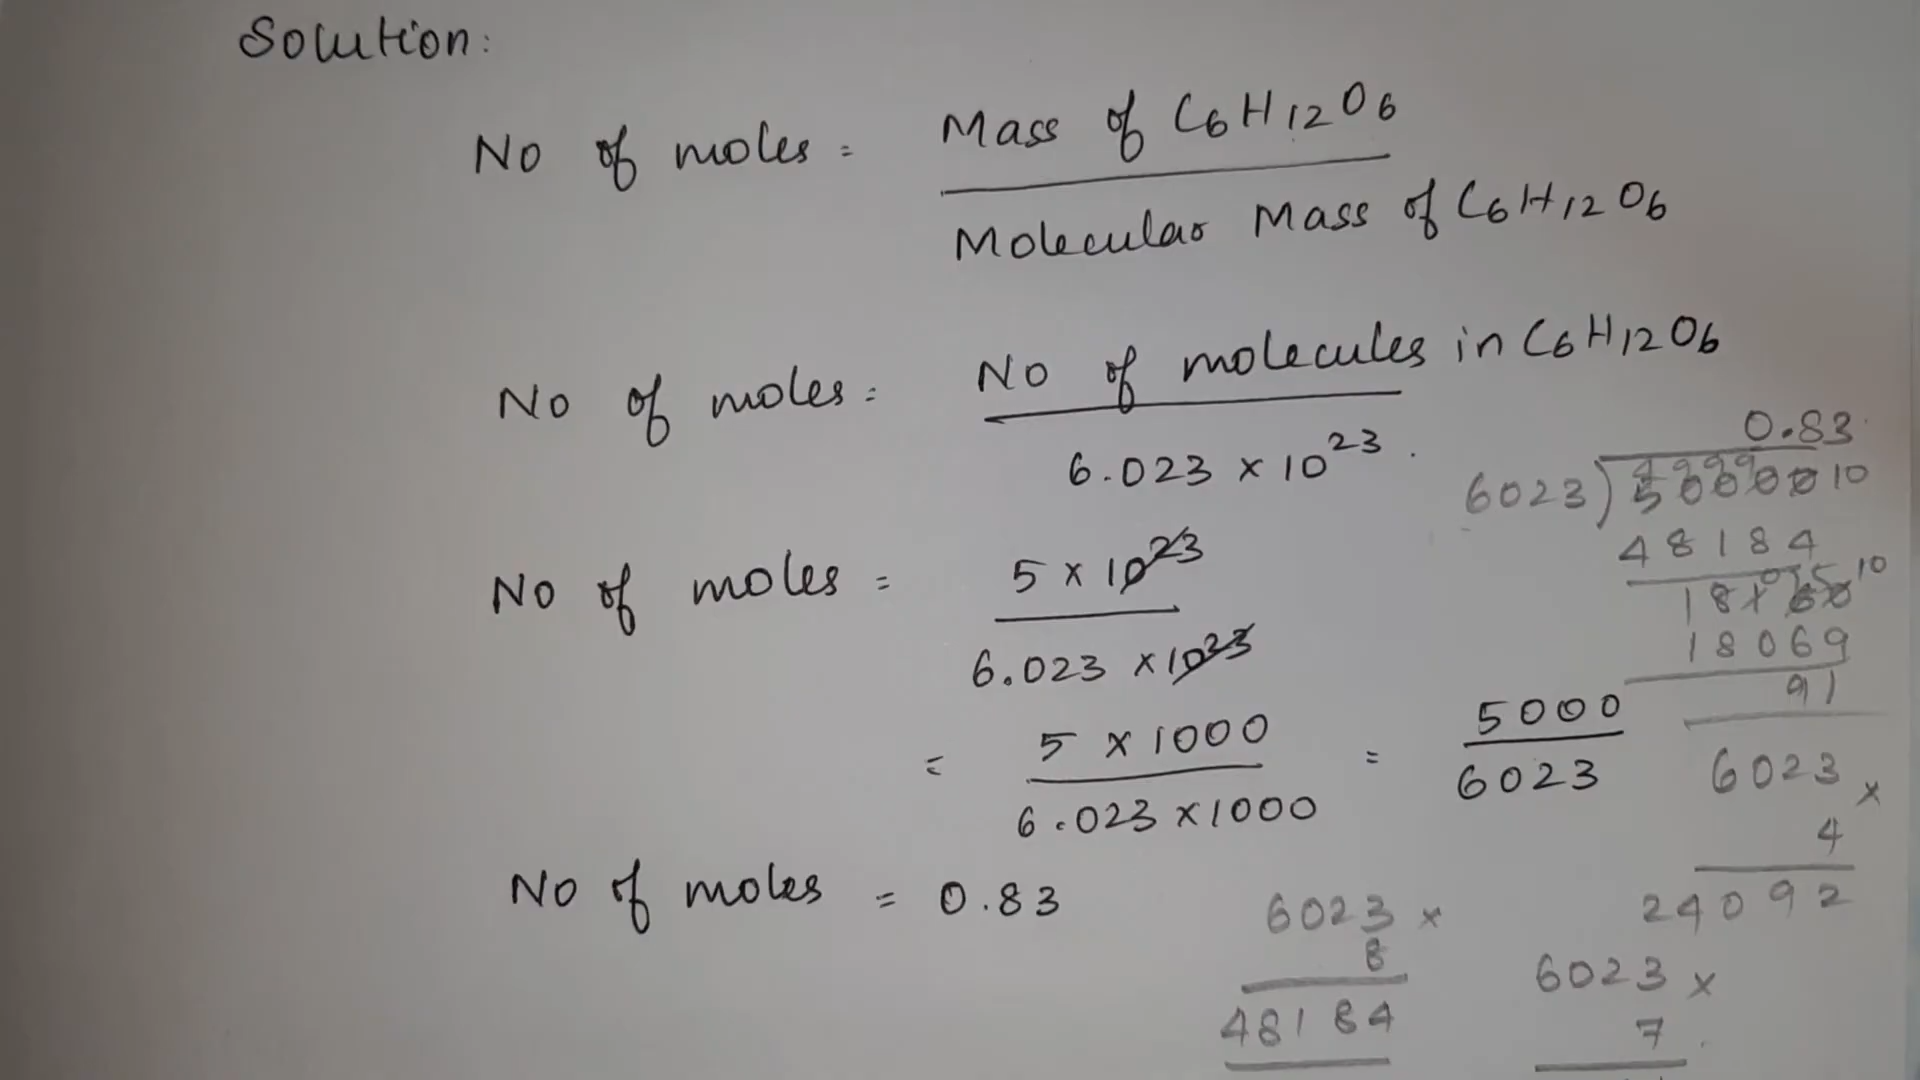 Solution:
No of moles = Mass of C6H12O6
Molecular Mass of C6H12O6
No of moles = No of molecules in C6H12O6
6.023 x 10^23.
No of moles = 5 x 10^23
6.023 x 10^23
= 5 x 1000 = 5000
6.023 x 1000 6023
No of moles = 0.83
0.83
6023) 50000 10
48184
18160 10
18069
91
6023 x
4
24092
6023 x
8
48184
6023 x
7